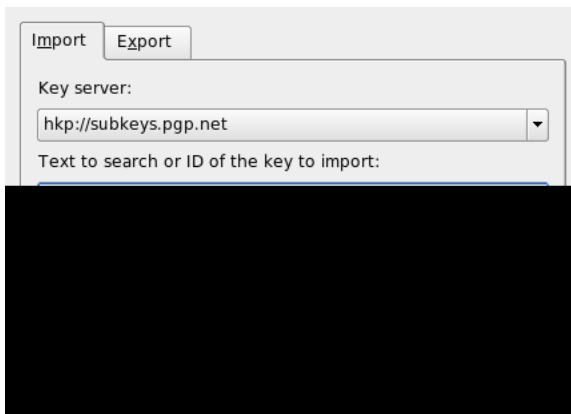 Import
Export
Key server:
hkp://subkeys.pgp.net
Text to search or ID of the key to import: